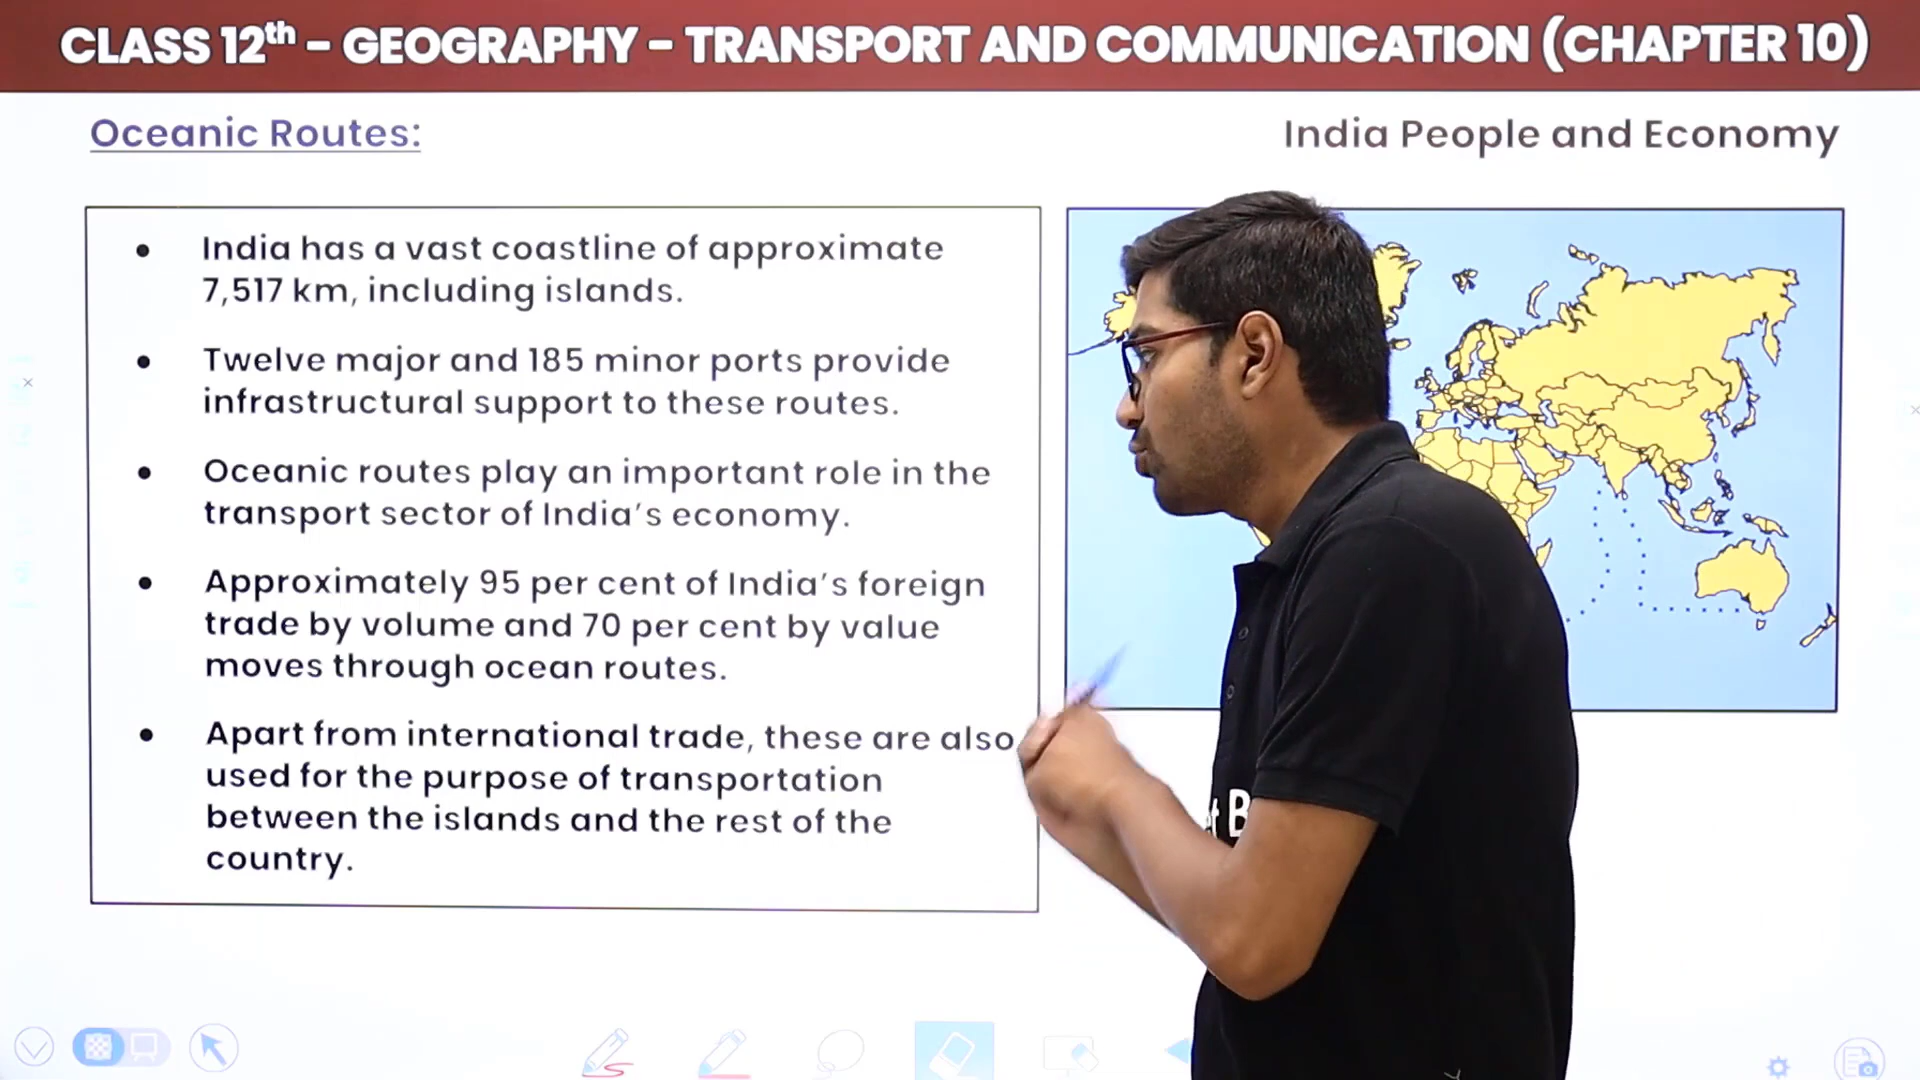 CLASS 12th – GEOGRAPHY – TRANSPORT AND COMMUNICATION (CHAPTER 10)
Oceanic Routes:
India People and Economy
• India has a vast coastline of approximate
7,517 km, including islands.
• Twelve major and 185 minor ports provide
infrastructural support to these routes.
• Oceanic routes play an important role in the
transport sector of India's economy.
• Approximately 95 per cent of India's foreign
trade by volume and 70 per cent by value
moves through ocean routes.
• Apart from international trade, these are also
used for the purpose of transportation
between the islands and the rest of the
country.